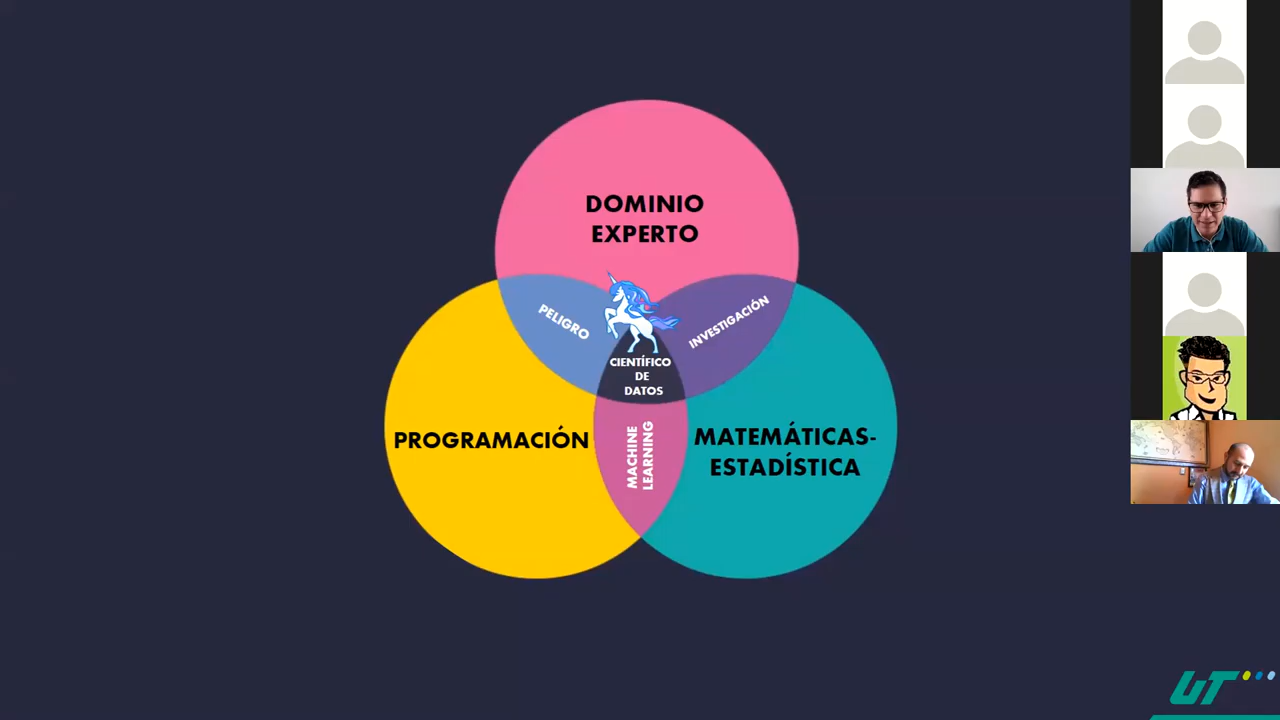 DOMINIO
EXPERTO
PELIGRO
INVESTIGACIÓN
CIENTÍFICO
DE
DATOS
PROGRAMACIÓN
MACHINE
LEARNING
MATEMÁTICAS-
ESTADÍSTICA
UT